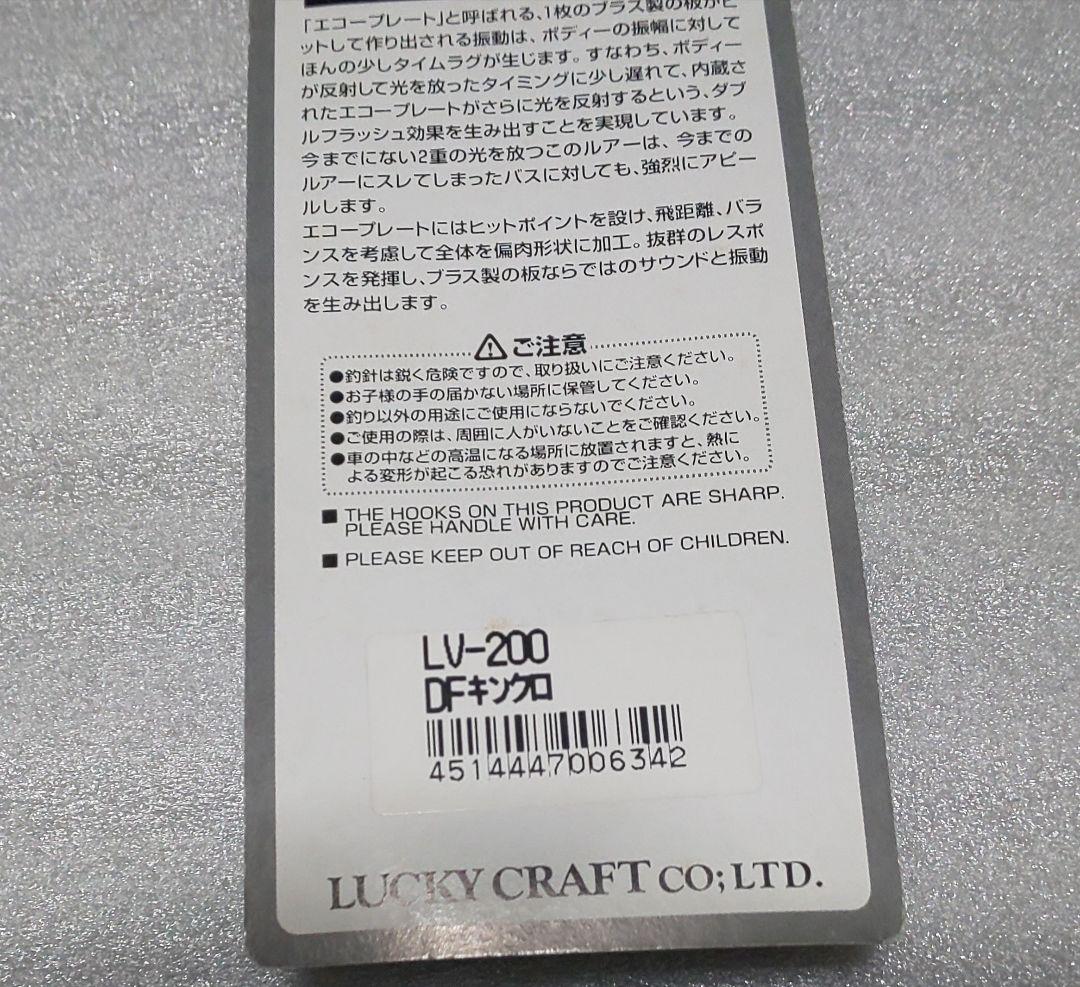 「エコープレート」と呼ばれる、1枚のブラス製の板がヒ
ットして作り出される振動は、ボディーの振幅に対して
ほんの少しタイムラグが生じます。すなわち、ボディー
が反射して光を放ったタイミングに少し遅れて、内蔵さ
れたエコープレートがさらに光を反射するという、ダブ
ルフラッシュ効果を生み出すことを実現しています。
今までにない2重の光を放つこのルアーは、今までの
ルアーにスレてしまったバスに対しても、強烈にアピー
ルします。
エコープレートにはヒットポイントを設け、飛距離、バラ
ンスを考慮して全体を偏肉形状に加工。抜群のレスポ
ンスを発揮し、ブラス製の板ならではのサウンドと振動
を生み出します。
ご注意
●釣針は鋭く危険ですので、取り扱いにご注意ください。
●お子様の手の届かない場所に保管してください。
●釣り以外の用途にご使用にならないでください。
●ご使用の際は、周囲に人がいないことをご確認ください。
●車の中などの高温になる場所に放置されますと、熱に
よる変形が起こる恐れがありますのでご注意ください。
■ THE HOOKS ON THIS PRODUCT ARE SHARP.
PLEASE HANDLE WITH CARE.
■ PLEASE KEEP OUT OF REACH OF CHILDREN.
LV-200
DFキンクロ
4514447006342
LUCKY CRAFT CO;LTD.